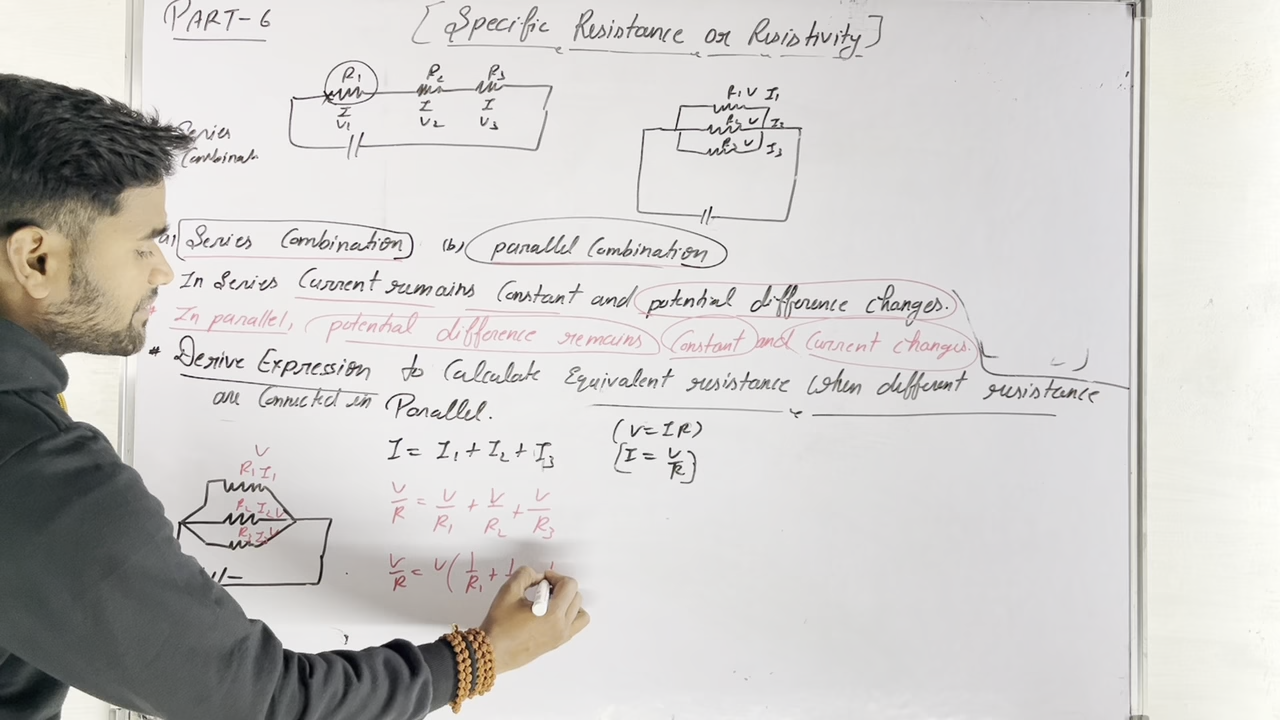 PART-6
[Specific Resistance or Resistivity]
R1 R2 R3
I I I
V1 V2 V3
R1 V I1
R2 V I2
R3 V I3
Series
Combinat
a) Series Combination (b) parallel Combination
In Series Current remains Constant and potential difference changes.
* In parallel, potential difference remains Constant and Current changes.
* Derive Expression to Calculate Equivalent resistance when different resistance
are Connected in Parallel.
V
R1 I1
R2 I2 V
R3 I3 V
I = I1 + I2 + I3
(V=IR)
[I = V/R]
V/R = V/R1 + V/R2 + V/R3
V/R = V(1/R1 + 1